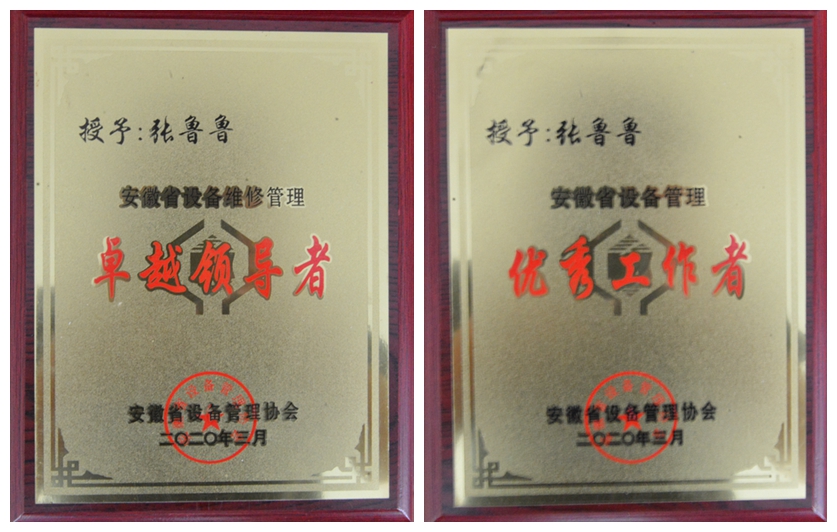 授予:张鲁鲁
安徽省设备维修管理
卓越领导者
安徽省设备管理协会
二〇二〇年三月
授予:张鲁鲁
安徽省设备管理
优秀工作者
安徽省设备管理协会
二〇二〇年三月